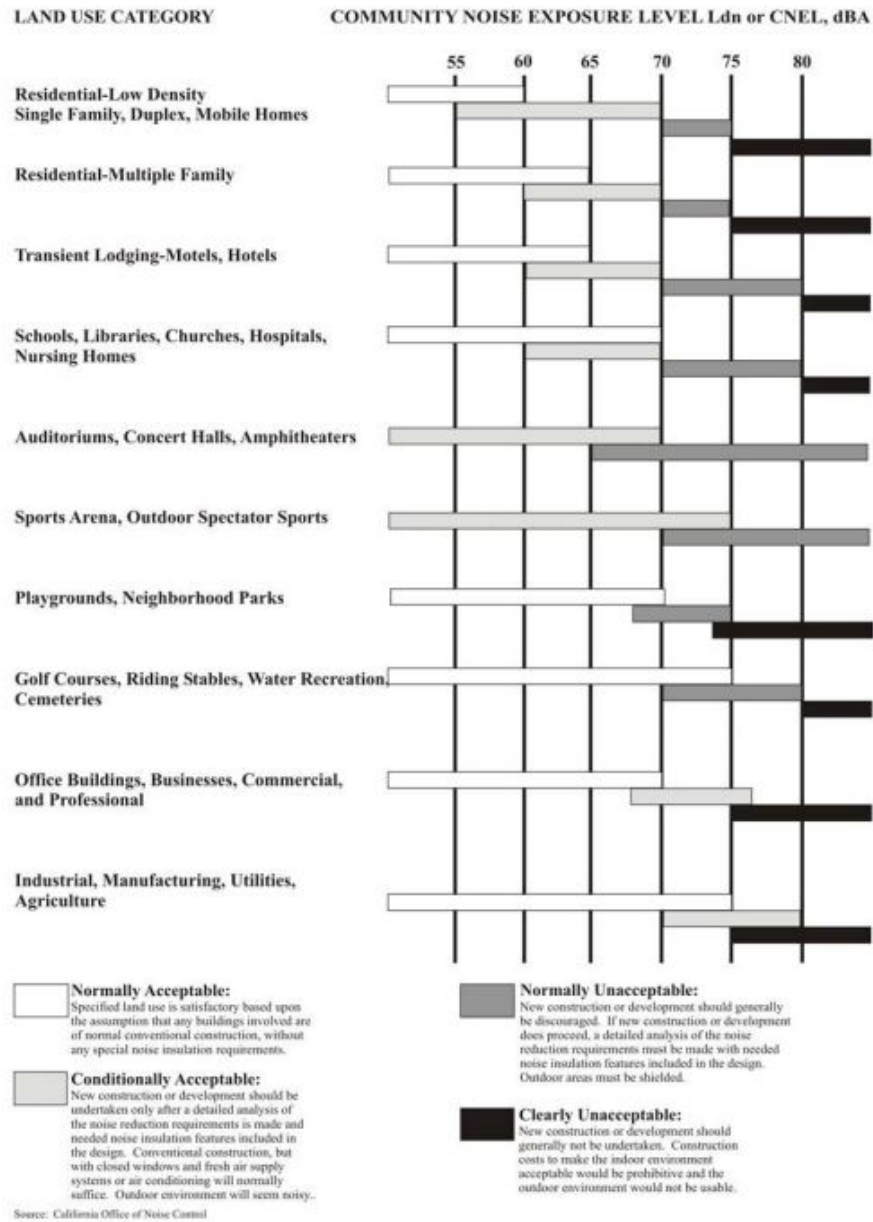 LAND USE CATEGORY COMMUNITY NOISE EXPOSURE LEVEL Ldn or CNEL, dBA
55 60 65 70 75 80
Residential-Low Density
Single Family, Duplex, Mobile Homes
Residential-Multiple Family
Transient Lodging-Motels, Hotels
Schools, Libraries, Churches, Hospitals,
Nursing Homes
Auditoriums, Concert Halls, Amphitheaters
Sports Arena, Outdoor Spectator Sports
Playgrounds, Neighborhood Parks
Golf Courses, Riding Stables, Water Recreation,
Cemeteries
Office Buildings, Businesses, Commercial,
and Professional
Industrial, Manufacturing, Utilities,
Agriculture
Normally Acceptable:
Specified land use is satisfactory based upon
the assumption that any buildings involved are
of normal conventional construction, without
any special noise insulation requirements.
Conditionally Acceptable:
New construction or development should be
undertaken only after a detailed analysis of
the noise reduction requirements is made and
needed noise insulation features included in
the design. Conventional construction, but
with closed windows and fresh air supply
systems or air conditioning will normally
suffice. Outdoor environment will seem noisy..
Normally Unacceptable:
New construction or development should generally
be discouraged. If new construction or development
does proceed, a detailed analysis of the noise
reduction requirements must be made with needed
noise insulation features included in the design.
Outdoor areas must be shielded.
Clearly Unacceptable:
New construction or development should
generally not be undertaken. Construction
costs to make the indoor environment
acceptable would be prohibitive and the
outdoor environment would not be usable.
Source: California Office of Noise Control